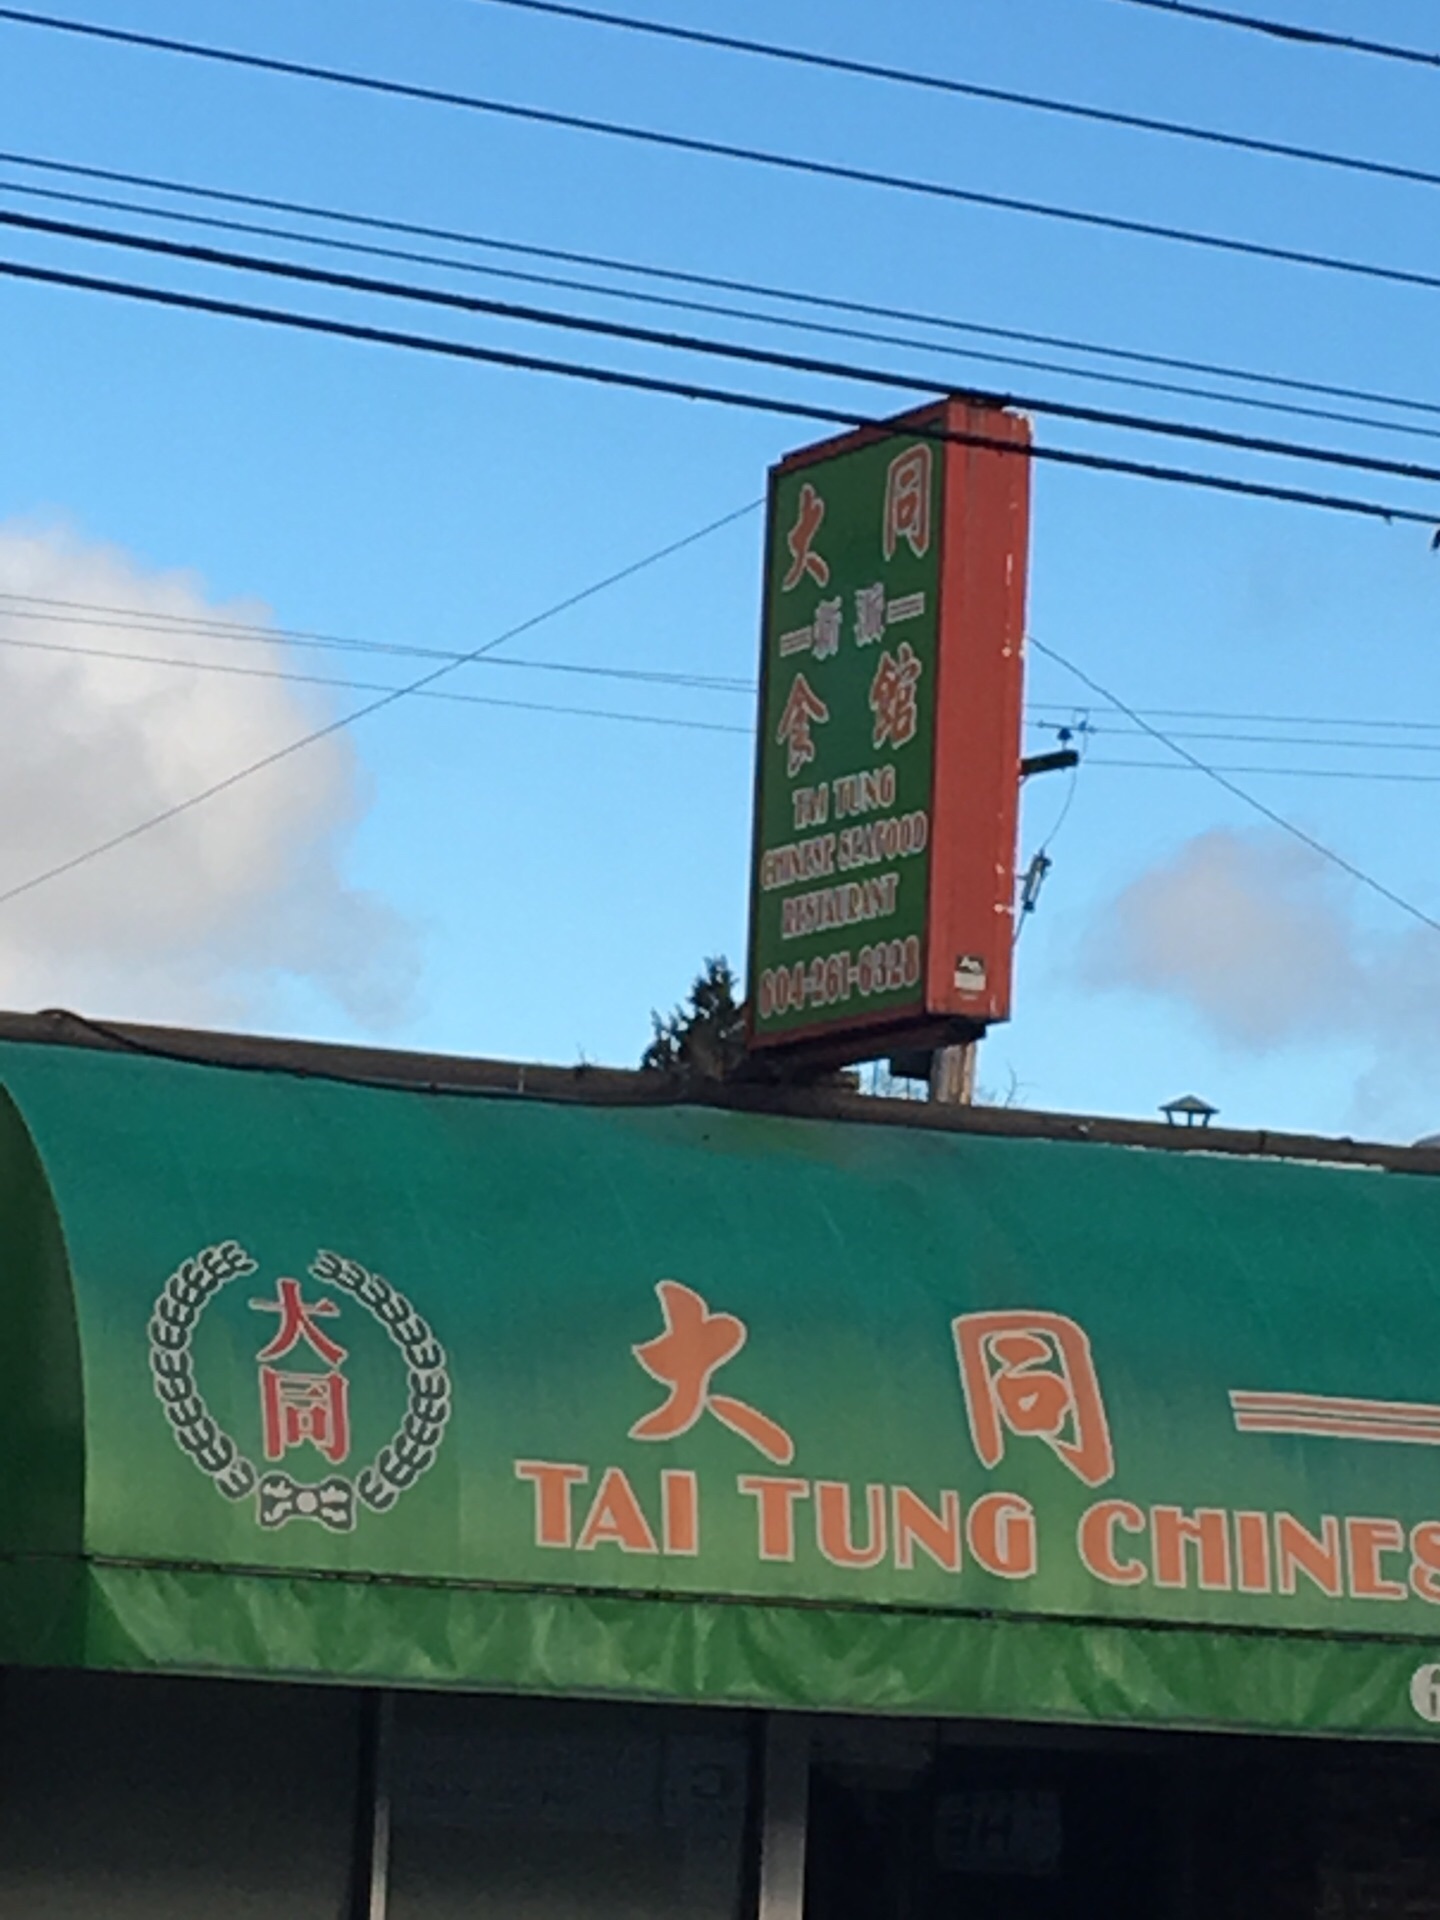 大 同
新 派
食 館
TAI TUNG
CHINESE SEAFOOD
RESTAURANT
604-261-6328
大
同
大 同
TAI TUNG CHINES